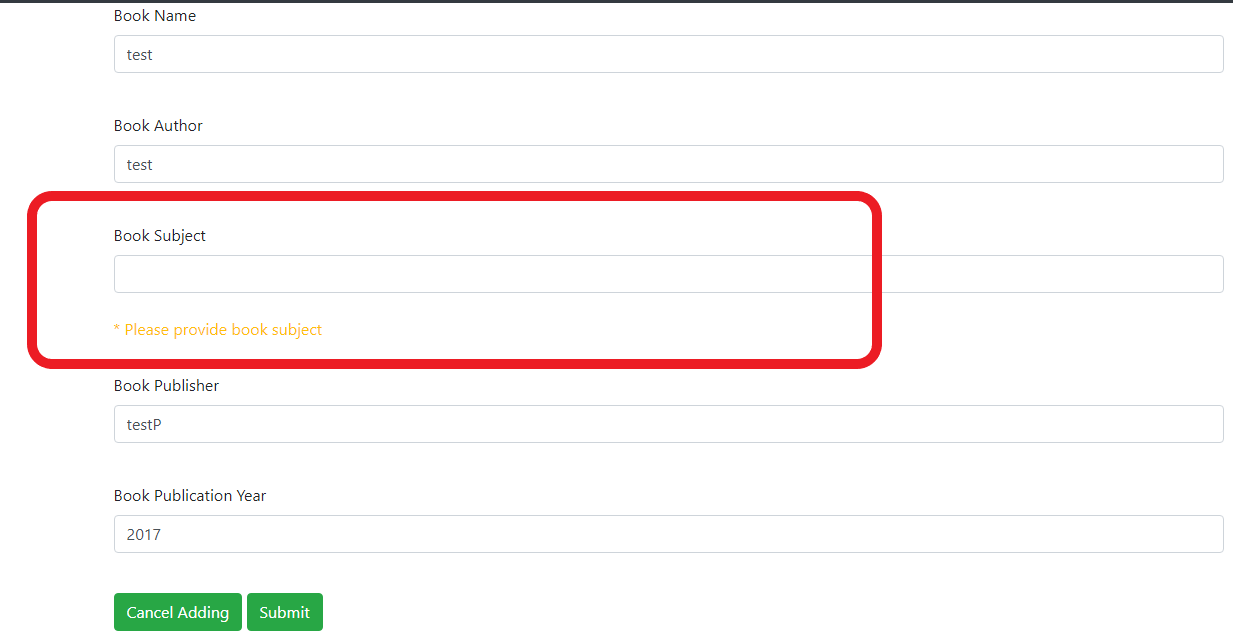 Book Name
test
Book Author
test
Book Subject
* Please provide book subject
Book Publisher
testP
Book Publication Year
2017
Cancel Adding Submit